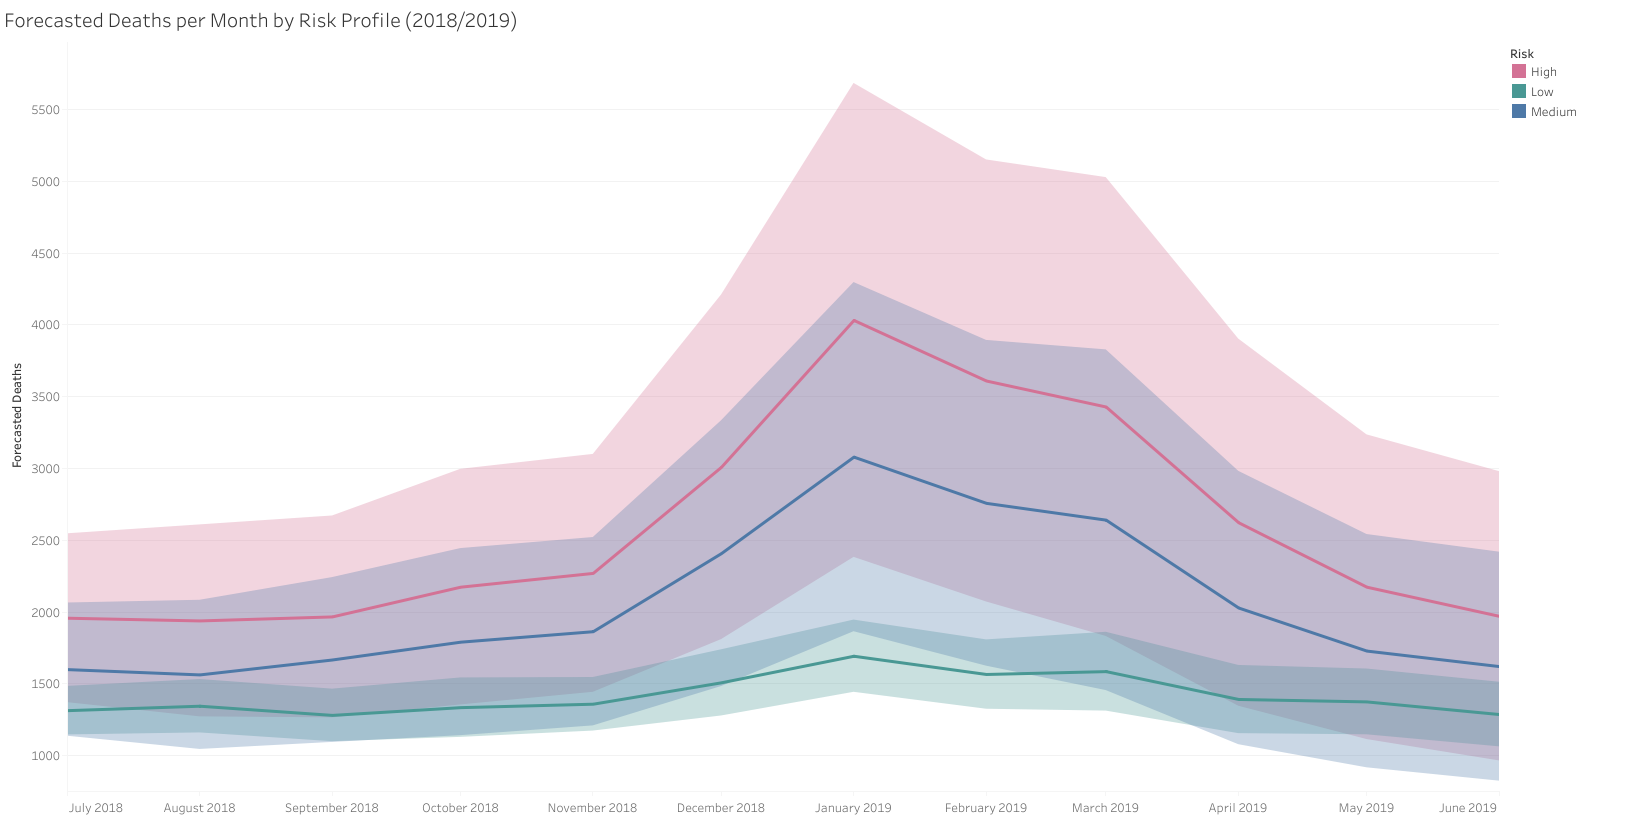 Forecasted Deaths per Month by Risk Profile (2018/2019)
Risk
High
Low
Medium
5500
5000
4500
4000
3500
3000
2500
2000
1500
1000
Forecasted Deaths
July 2018
August 2018
September 2018
October 2018
November 2018
December 2018
January 2019
February 2019
March 2019
April 2019
May 2019
June 2019